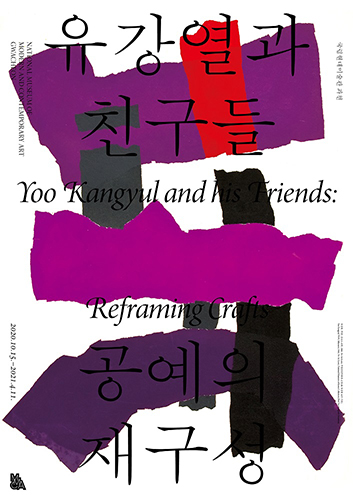 유강열과
친구들
Yoo Kangyul and his Friends:
Reframing Crafts
공예의
재구성
NATIONAL MUSEUM OF
MODERN AND CONTEMPORARY ART
GWACHEON
국립현대미술관 과천
2020.10.15.–2021.4.11.